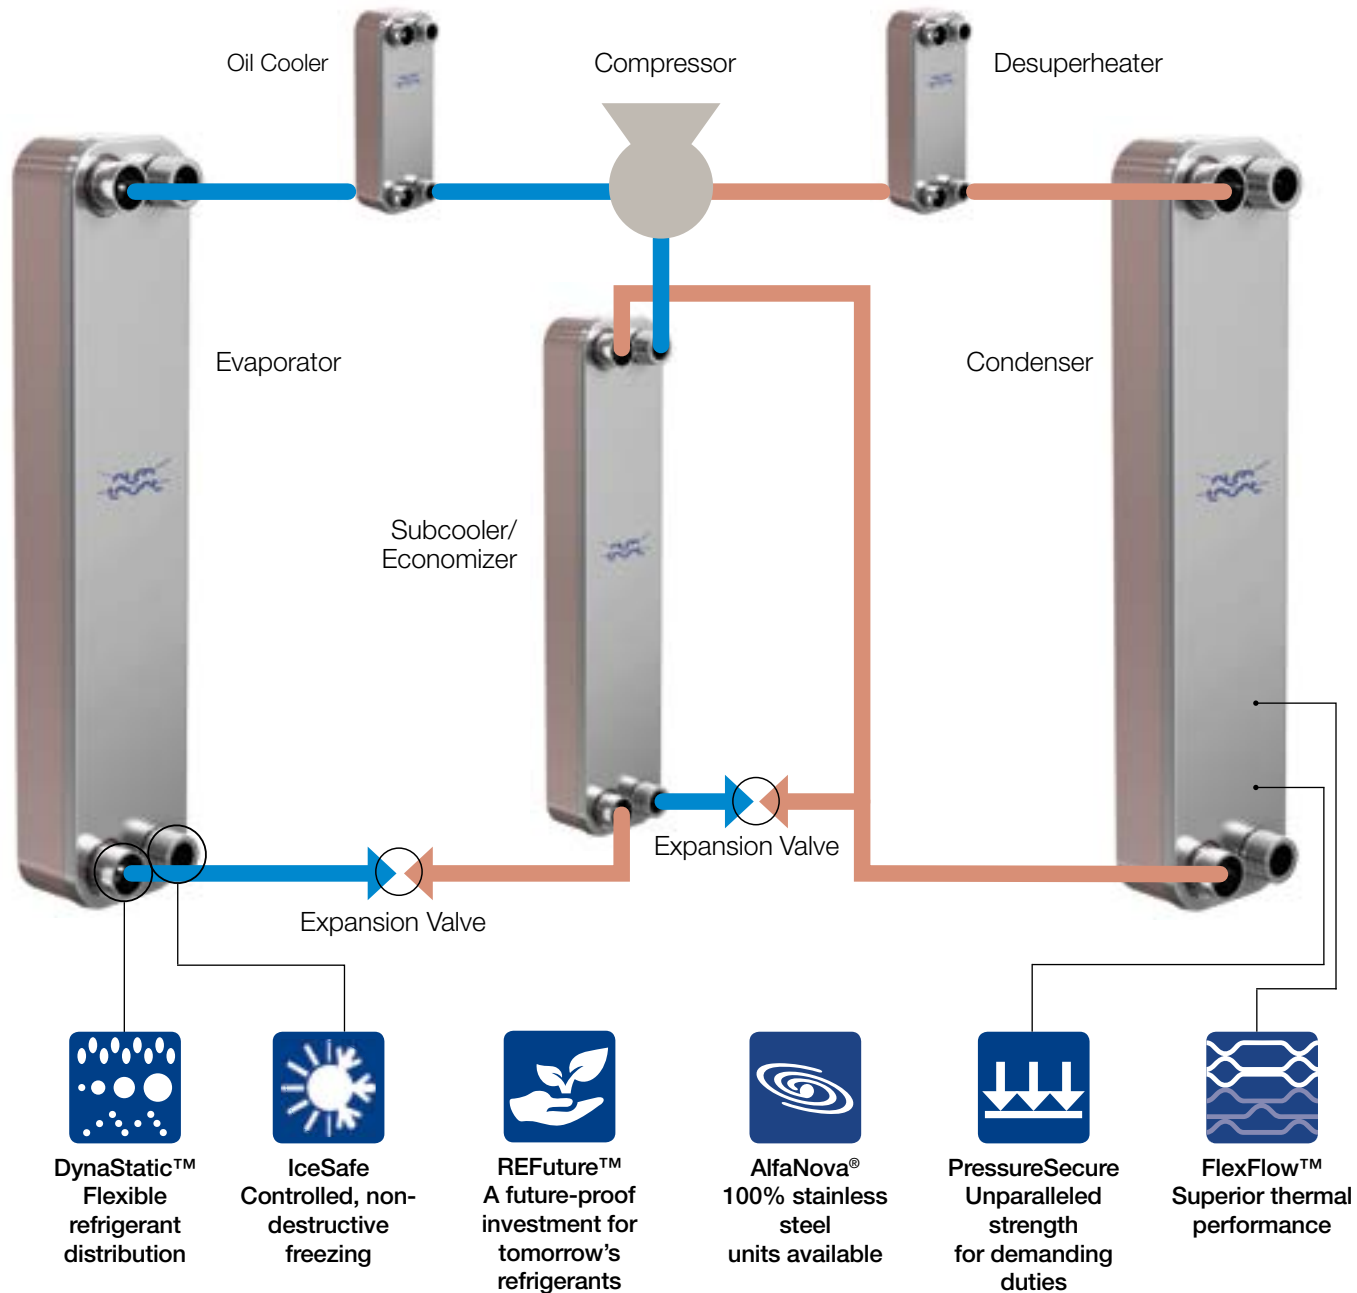 Oil Cooler
Compressor
Desuperheater
Evaporator
Condenser
Subcooler/
Economizer
Expansion Valve
Expansion Valve
DynaStatic™
Flexible
refrigerant
distribution
IceSafe
Controlled, non-
destructive
freezing
REFuture™
A future-proof
investment for
tomorrow's
refrigerants
AlfaNova®
100% stainless
steel
units available
PressureSecure
Unparalleled
strength
for demanding
duties
FlexFlow™
Superior thermal
performance